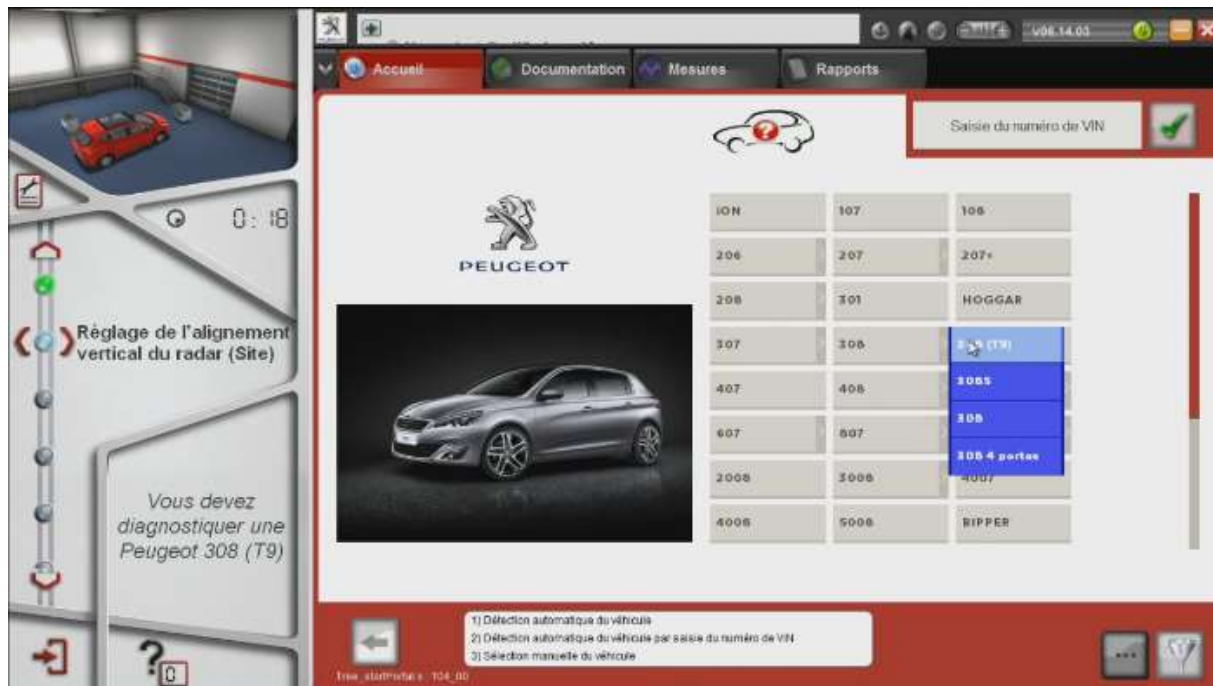 V06.14.03
Accueil
Documentation
Mesures
Rapports
Saisie du numéro de VIN
0:18
Réglage de l'alignement
vertical du radar (Site)
Vous devez
diagnostiquer une
Peugeot 308 (T9)
0
PEUGEOT
ION
107
108
206
207
207+
208
301
HOGGAR
307
308
(T9)
407
408
308S
308
607
807
308 4 portes
2008
3008
4007
4008
5008
BIPPER
1) Détection automatique du véhicule
2) Détection automatique du véhicule par saisie du numéro de VIN
3) Sélection manuelle du véhicule
104_00